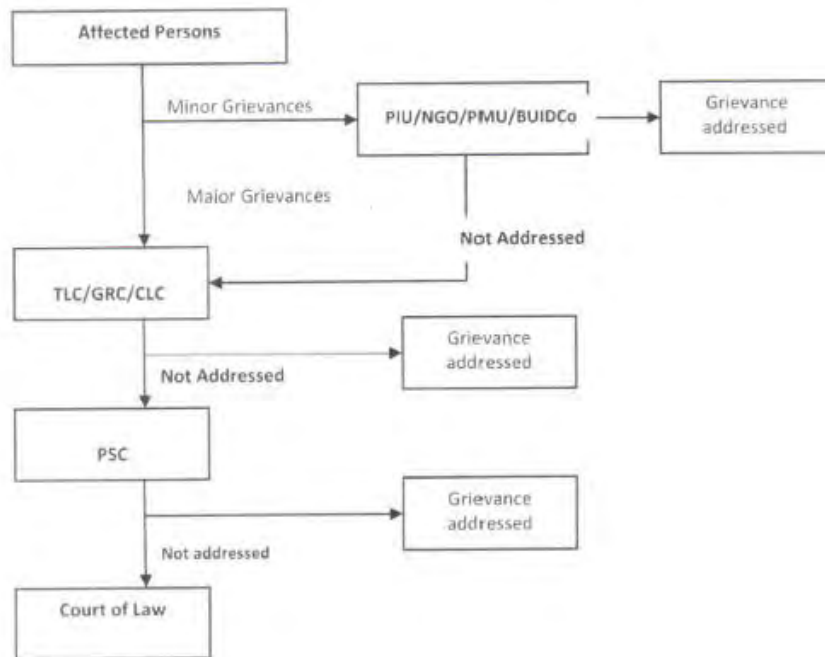 Affected Persons
Minor Grievances
PIU/NGO/PMU/BUIDCo
Grievance
addressed
Maior Grievances
Not Addressed
TLC/GRC/CLC
Grievance
addressed
Not Addressed
PSC
Grievance
addressed
Not addressed
Court of Law